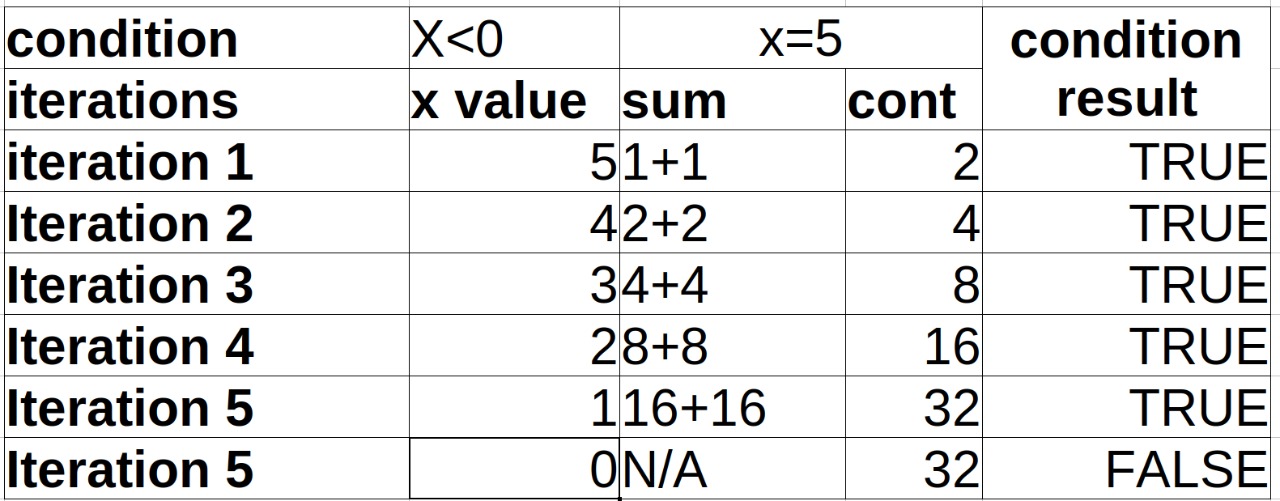 condition X<0 x=5 condition result
iterations x value sum cont
iteration 1 5 1+1 2 TRUE
Iteration 2 4 2+2 4 TRUE
Iteration 3 3 4+4 8 TRUE
Iteration 4 2 8+8 16 TRUE
Iteration 5 1 16+16 32 TRUE
Iteration 5 0 N/A 32 FALSE